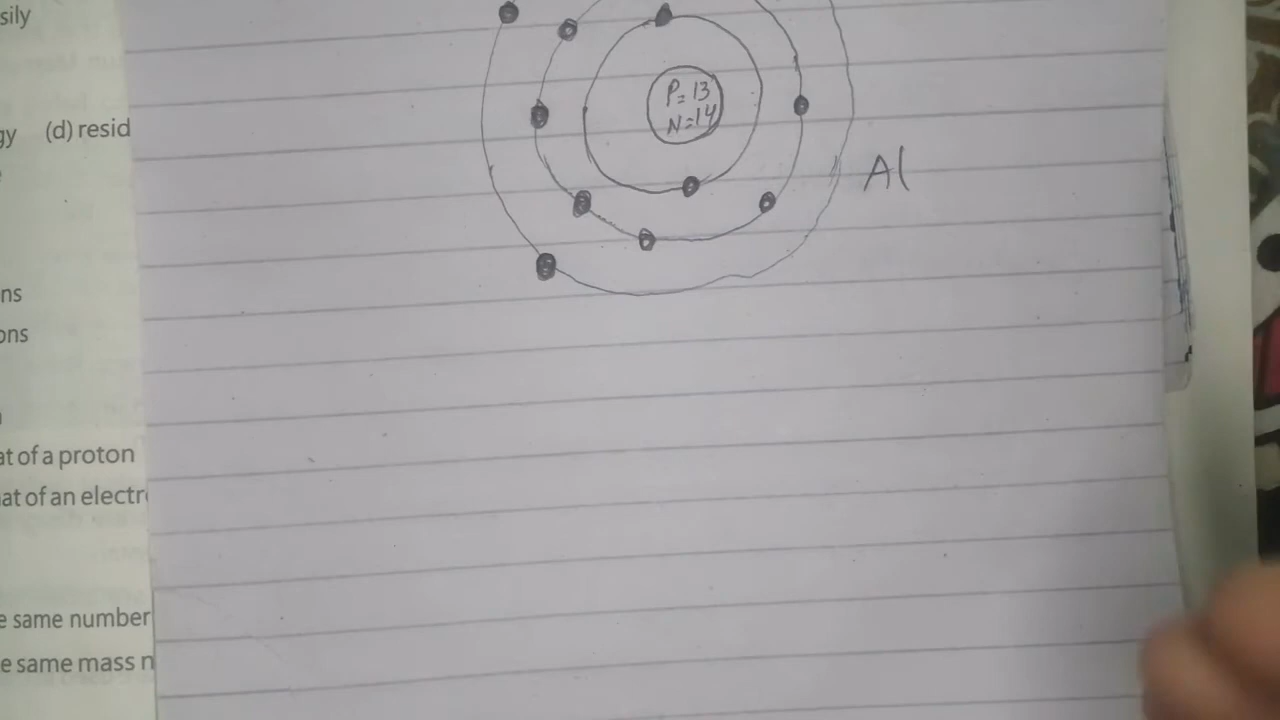 sily
gy (d) resid
ns
ons
at of a proton
at of an electr
e same number
e same mass n
P=13
N=14
Al